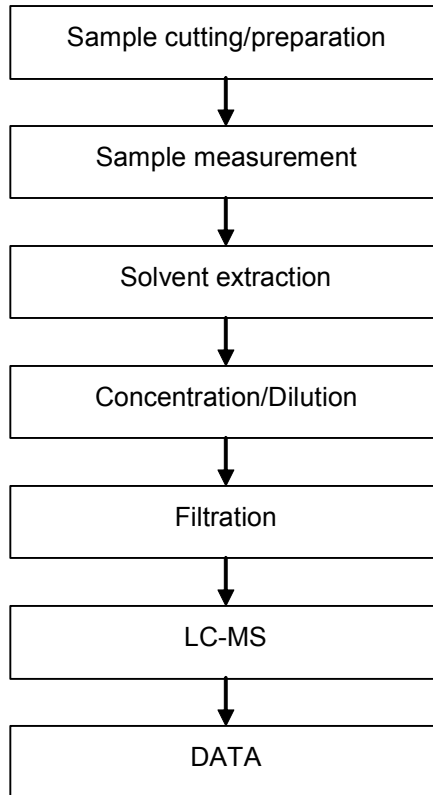 Sample cutting/preparation
Sample measurement
Solvent extraction
Concentration/Dilution
Filtration
LC-MS
DATA